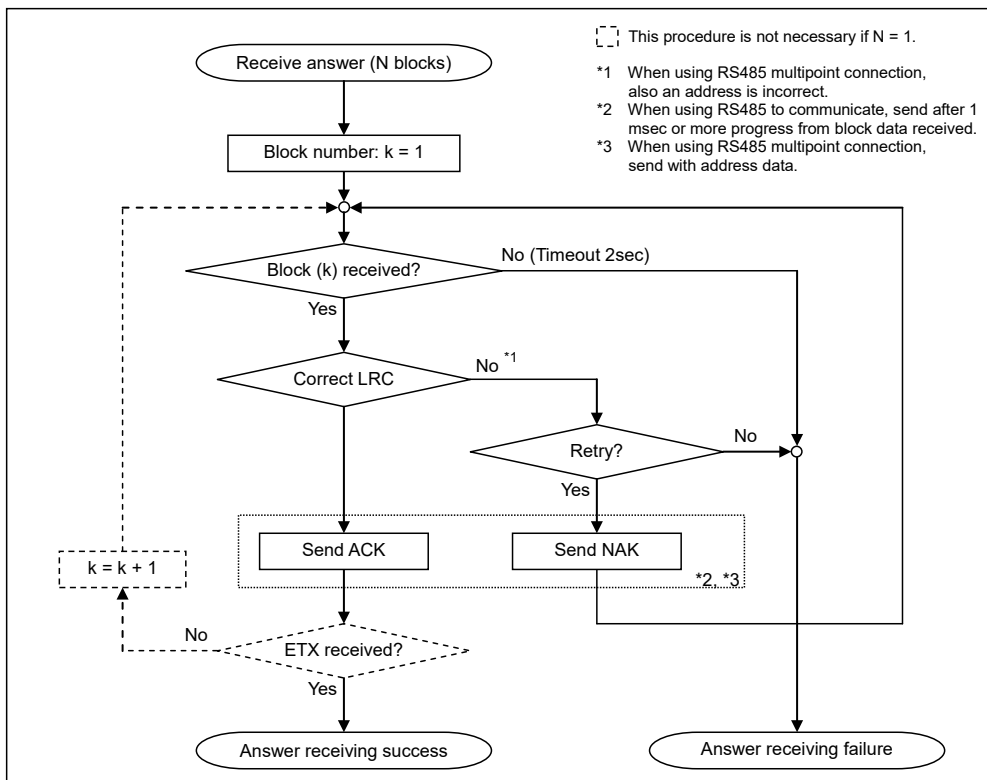 Receive answer (N blocks)
This procedure is not necessary if N = 1.
*1 When using RS485 multipoint connection,
also an address is incorrect.
*2 When using RS485 to communicate, send after 1
msec or more progress from block data received.
*3 When using RS485 multipoint connection,
send with address data.
Block number: k = 1
Block (k) received?
No (Timeout 2sec)
Yes
Correct LRC
No *1
Retry?
No
Yes
Send ACK
Send NAK
*2, *3
k = k + 1
No
ETX received?
Yes
Answer receiving success
Answer receiving failure